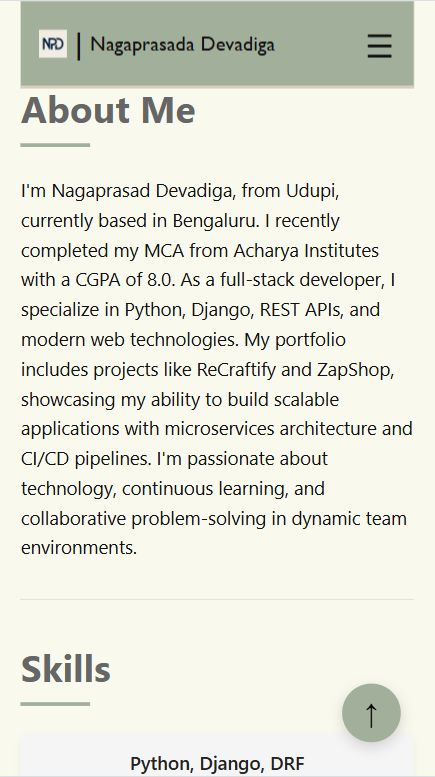 NPD | Nagaprasada Devadiga
About Me
I'm Nagaprasad Devadiga, from Udupi,
currently based in Bengaluru. I recently
completed my MCA from Acharya Institutes
with a CGPA of 8.0. As a full-stack developer, I
specialize in Python, Django, REST APIs, and
modern web technologies. My portfolio
includes projects like ReCraftify and ZapShop,
showcasing my ability to build scalable
applications with microservices architecture and
CI/CD pipelines. I'm passionate about
technology, continuous learning, and
collaborative problem-solving in dynamic team
environments.
Skills
↑
Python, Django, DRF